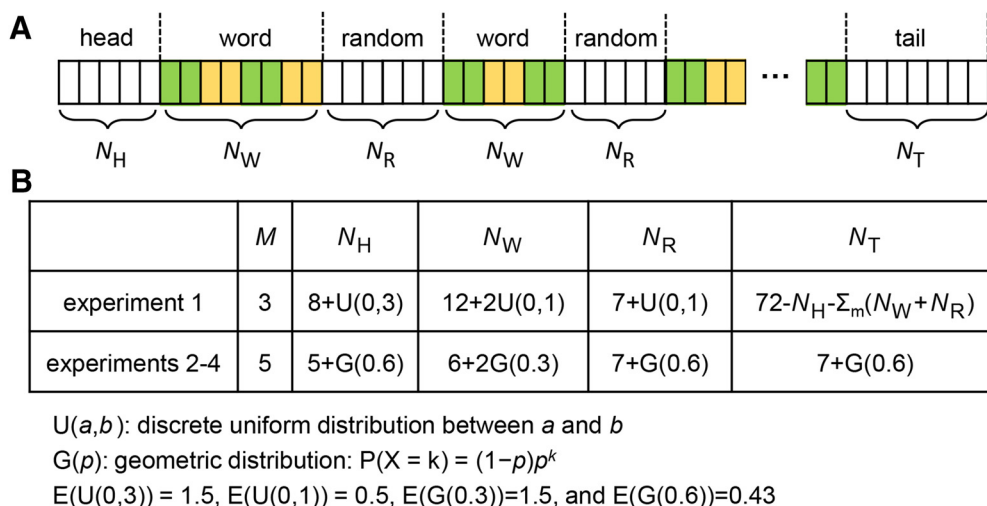 A
head word random word random tail
...
N_H N_W N_R N_W N_R N_T
B
M N_H N_W N_R N_T
experiment 1 3 8+U(0,3) 12+2U(0,1) 7+U(0,1) 72-N_H-Σ_m(N_W+N_R)
experiments 2-4 5 5+G(0.6) 6+2G(0.3) 7+G(0.6) 7+G(0.6)
U(a,b): discrete uniform distribution between a and b
G(p): geometric distribution: P(X = k) = (1−p)p^k
E(U(0,3)) = 1.5, E(U(0,1)) = 0.5, E(G(0.3))=1.5, and E(G(0.6))=0.43